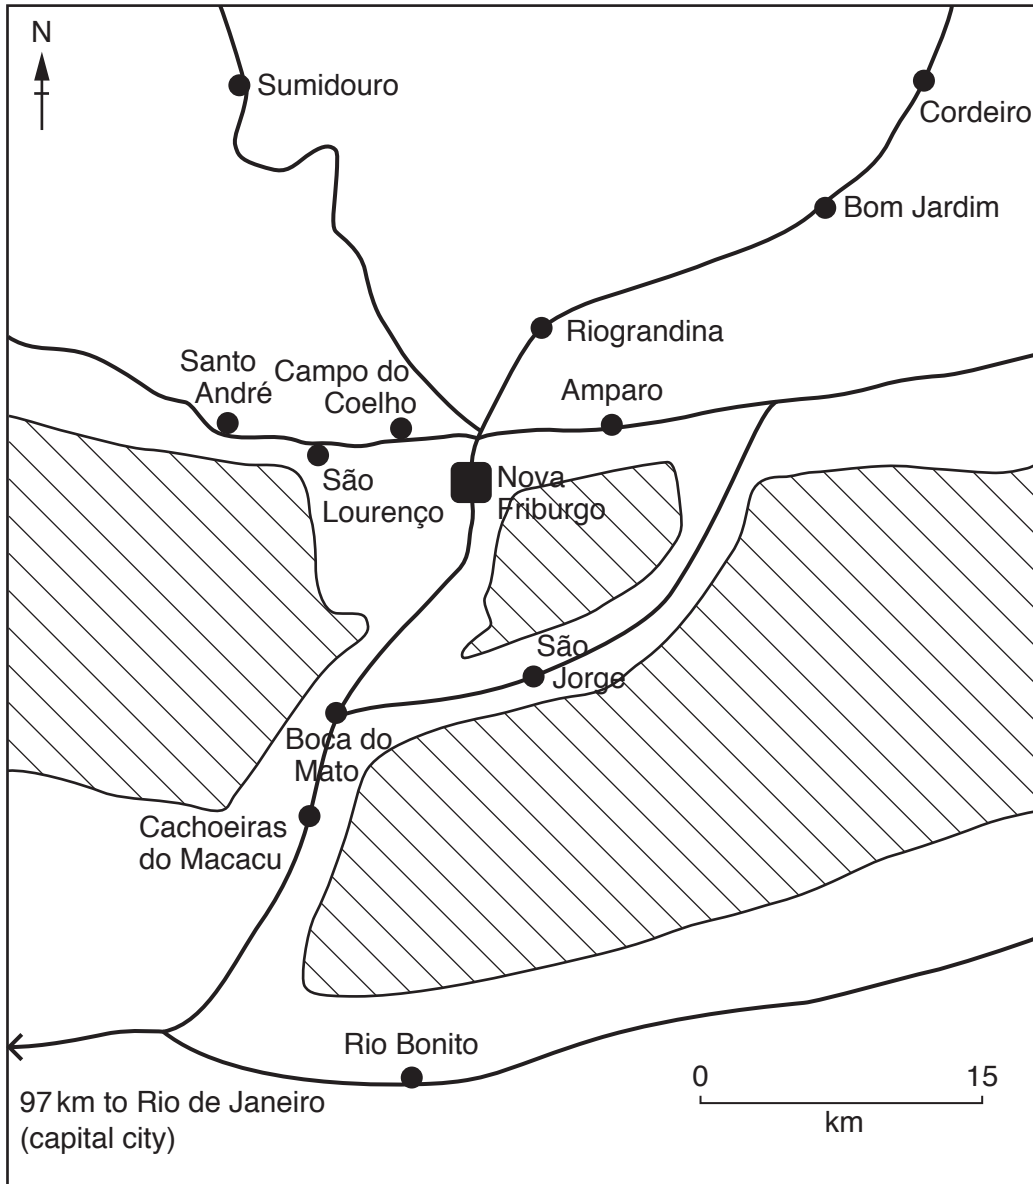 N
Sumidouro
Cordeiro
Bom Jardim
Riograndina
Santo
André
Campo do
Coelho
Amparo
São
Lourenço
Nova
Friburgo
São
Jorge
Boca do
Mato
Cachoeiras
do Macacu
Rio Bonito
97 km to Rio de Janeiro
(capital city)
0 15
km